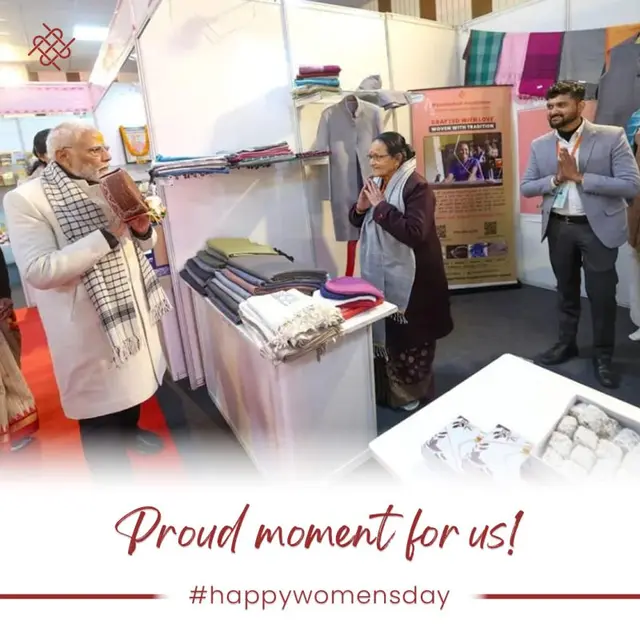 CRAFTED WITH LOVE
WOVEN WITH TRADITION
Proud moment for us!
#happywomensday